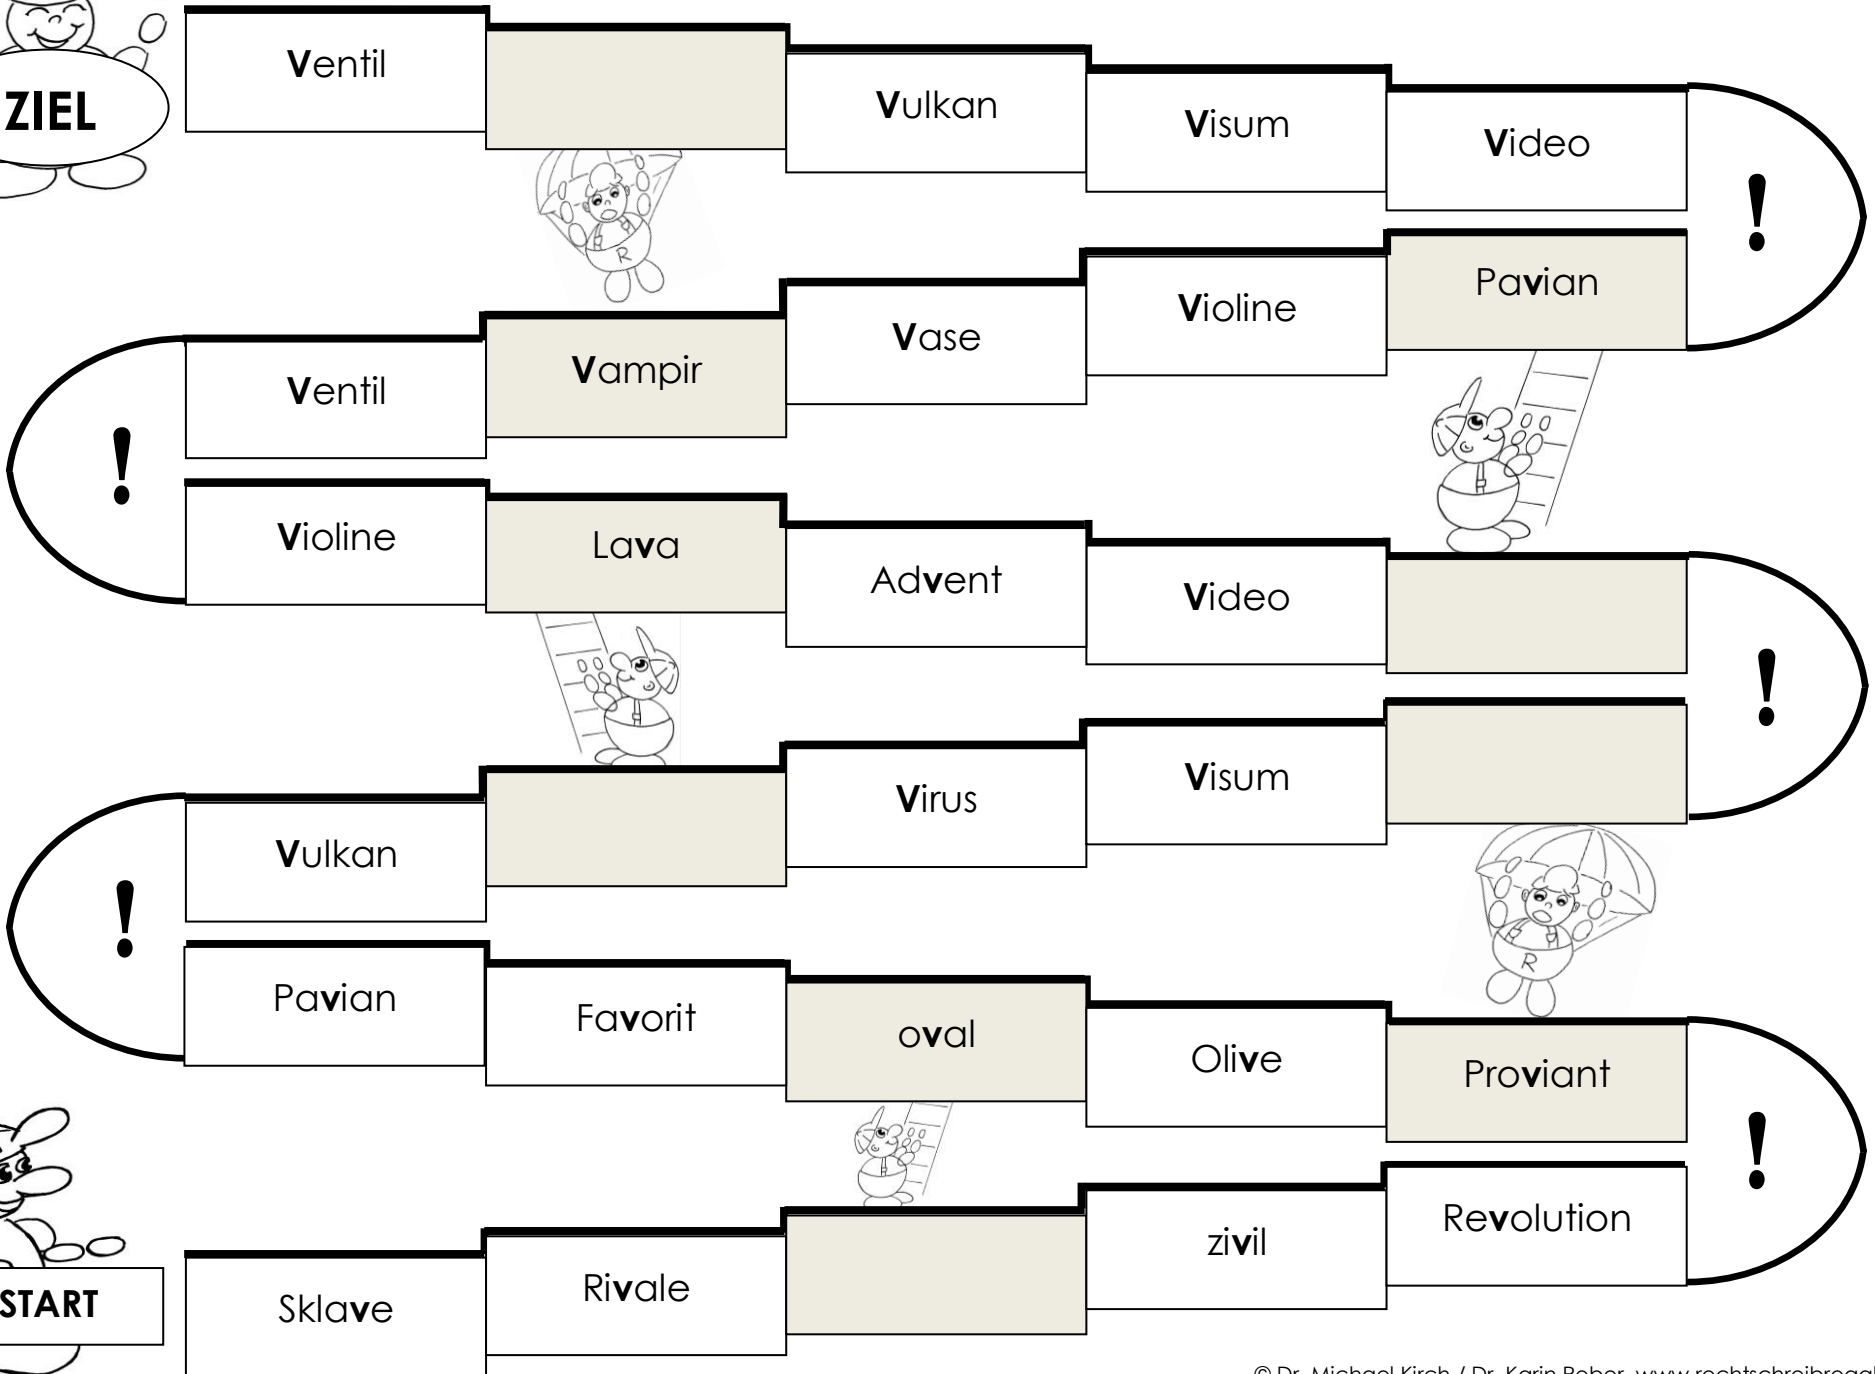 Ventil
ZIEL
Vulkan
Visum
Video
!
Pavian
Violine
Vase
Vampir
Ventil
!
Violine
Lava
Advent
Video
!
Visum
Virus
Vulkan
!
Pavian
Favorit
oval
Olive
Proviant
!
Revolution
zivil
Rivale
Sklave
START
R
R